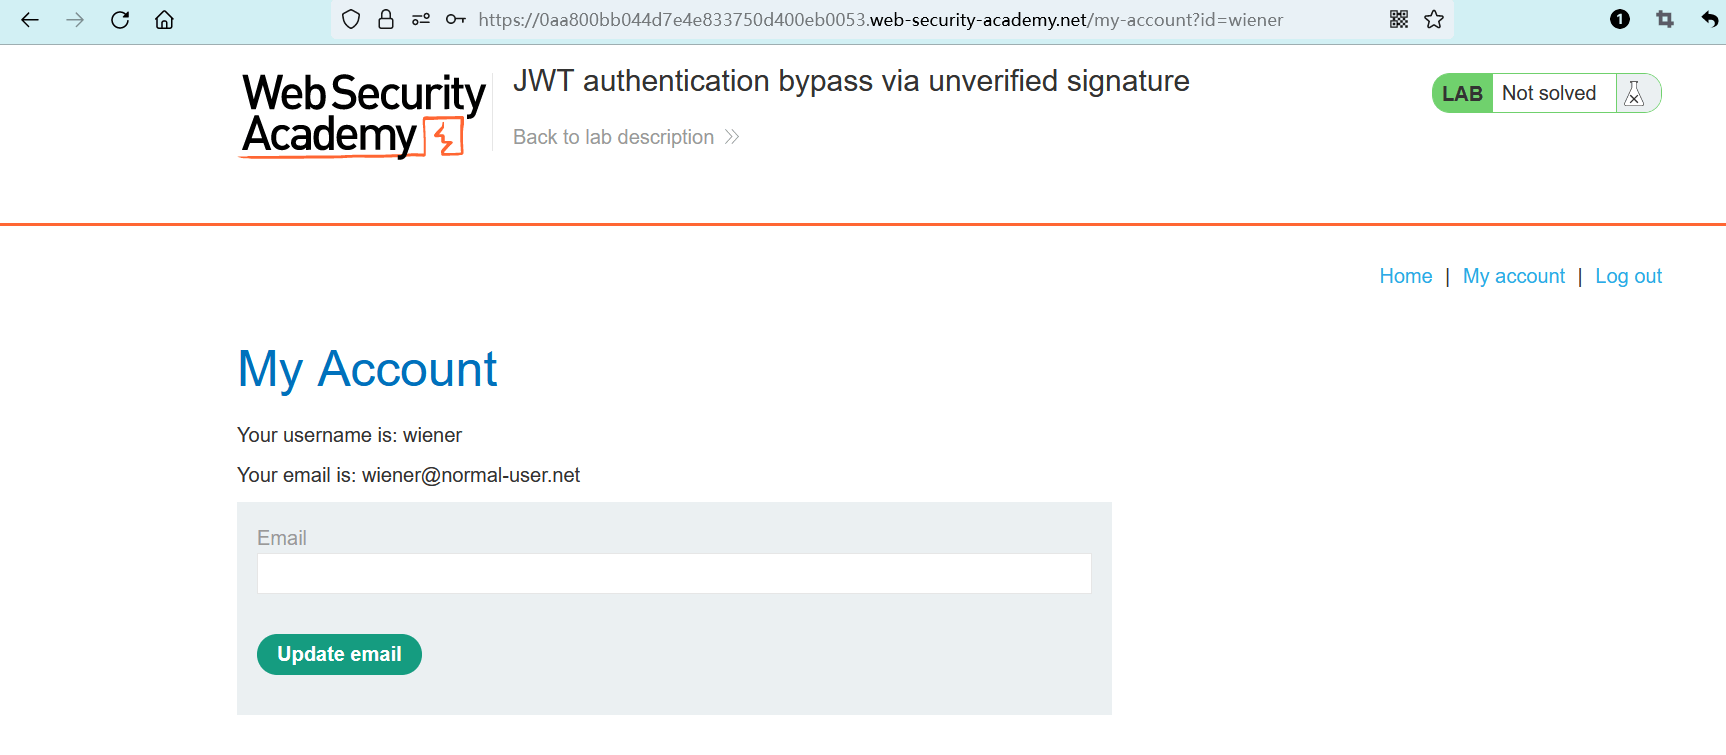 https://0aa800bb044d7e4e833750d400eb0053.web-security-academy.net/my-account?id=wiener
1
Web Security
Academy
JWT authentication bypass via unverified signature
Back to lab description
LAB Not solved
Home | My account | Log out
My Account
Your username is: wiener
Your email is: wiener@normal-user.net
Email
Update email